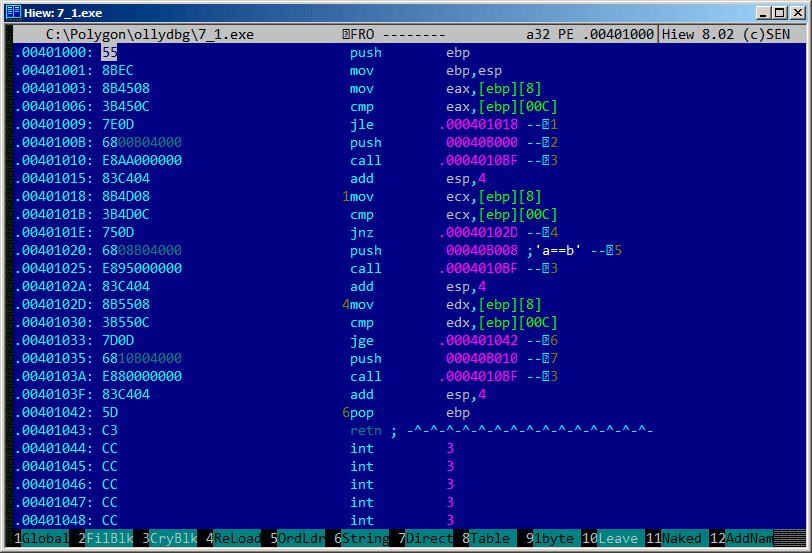 Hiew: 7_1.exe
C:\Polygon\ollydbg\7_1.exe FRO -------- a32 PE .00401000 Hiew 8.02 (c)SEN
.00401000: 55 push ebp
.00401001: 8BEC mov ebp,esp
.00401003: 8B4508 mov eax,[ebp][8]
.00401006: 3B450C cmp eax,[ebp][00C]
.00401009: 7E0D jle .000401018 --1
.0040100B: 6800B04000 push 00040B000 --2
.00401010: E8AA000000 call .0004010BF --3
.00401015: 83C404 add esp,4
.00401018: 8B4D08 1mov ecx,[ebp][8]
.0040101B: 3B4D0C cmp ecx,[ebp][00C]
.0040101E: 750D jnz .00040102D --4
.00401020: 6808B04000 push 00040B008 ;'a==b' --5
.00401025: E895000000 call .0004010BF --3
.0040102A: 83C404 add esp,4
.0040102D: 8B5508 4mov edx,[ebp][8]
.00401030: 3B550C cmp edx,[ebp][00C]
.00401033: 7D0D jge .000401042 --6
.00401035: 6810B04000 push 00040B010 --7
.0040103A: E880000000 call .0004010BF --3
.0040103F: 83C404 add esp,4
.00401042: 5D 6pop ebp
.00401043: C3 retn ; -^-^-^-^-^-^-^-^-^-^-^-^-^-^-^-
.00401044: CC int 3
.00401045: CC int 3
.00401046: CC int 3
.00401047: CC int 3
.00401048: CC int 3
1Global 2FilBlk 3CryBlk 4ReLoad 5OrdLdr 6String 7Direct 8Table 9 1byte 10Leave 11Naked 12AddNam